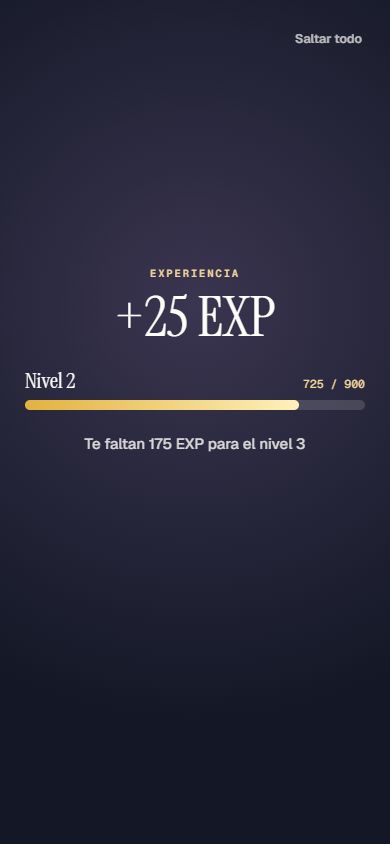 Saltar todo
EXPERIENCIA
+25 EXP
Nivel 2 725 / 900
Te faltan 175 EXP para el nivel 3